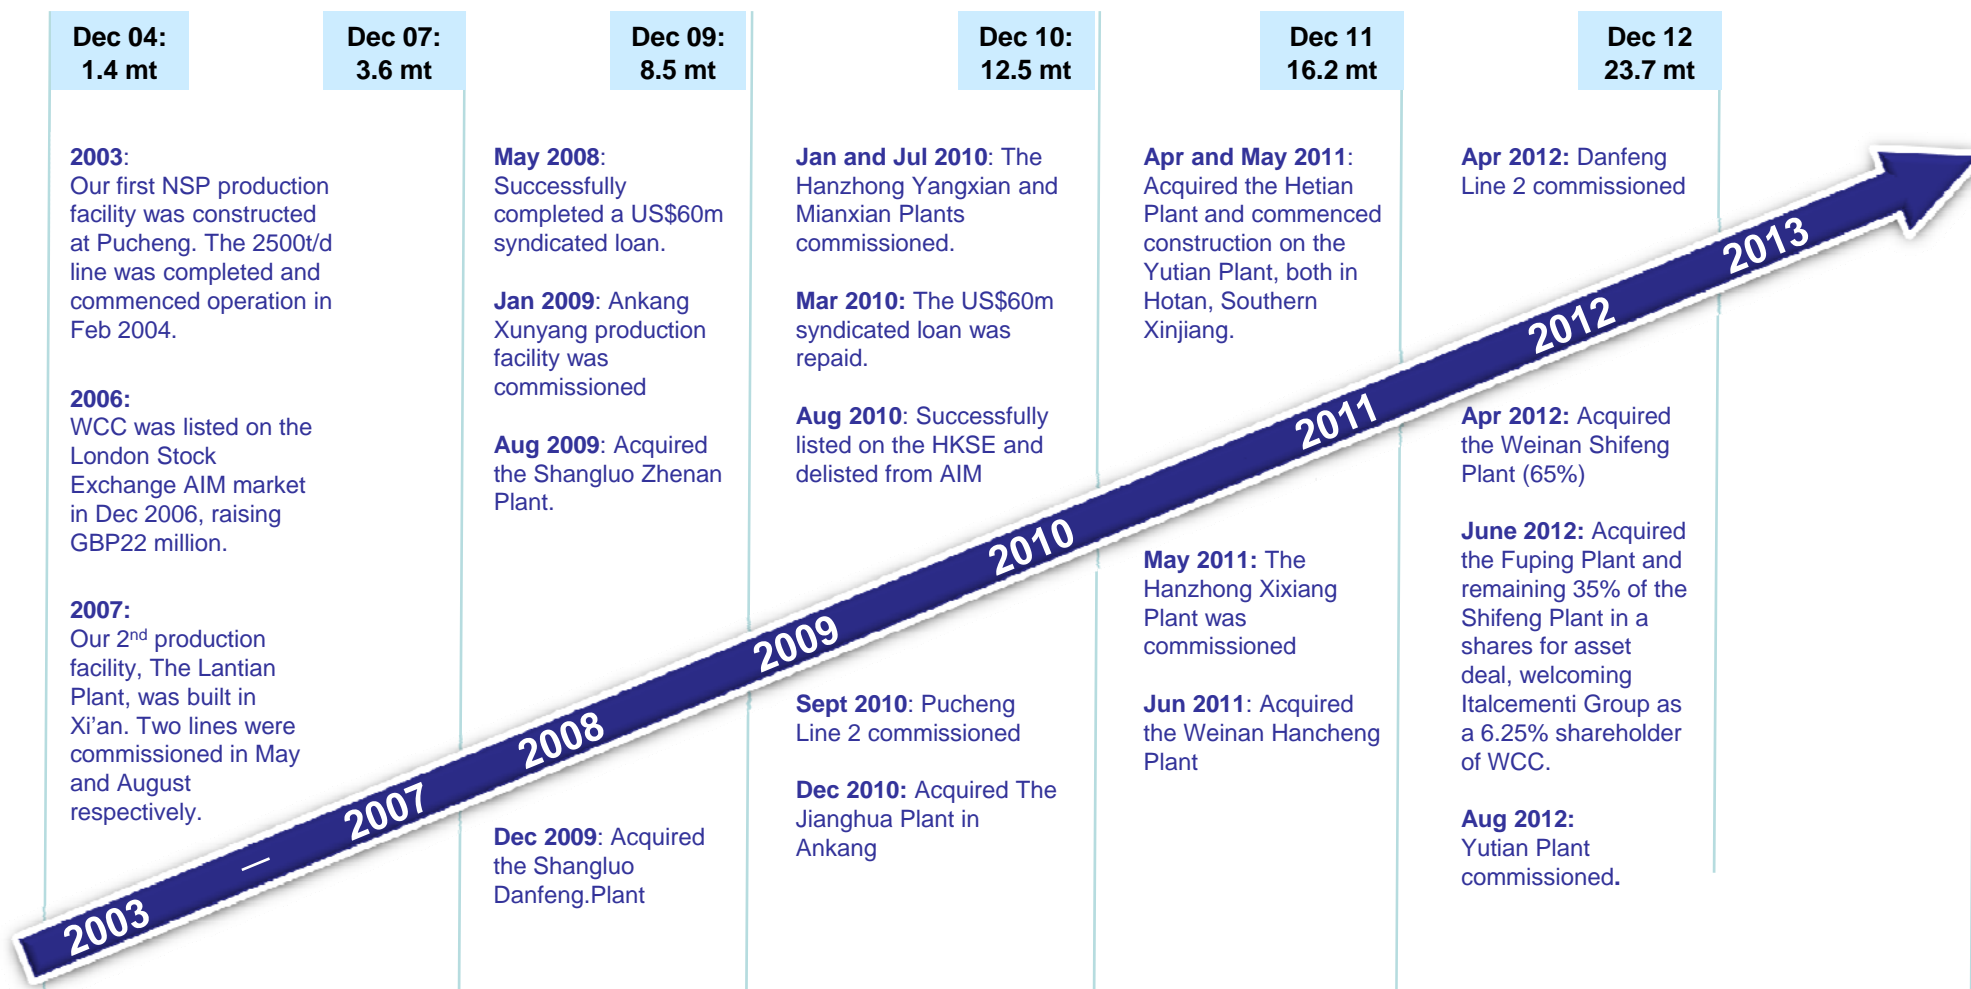 Dec 04:
1.4 mt
Dec 07:
3.6 mt
Dec 09:
8.5 mt
Dec 10:
12.5 mt
Dec 11
16.2 mt
Dec 12
23.7 mt
2003:
Our first NSP production
facility was constructed
at Pucheng. The 2500t/d
line was completed and
commenced operation in
Feb 2004.
2006:
WCC was listed on the
London Stock
Exchange AIM market
in Dec 2006, raising
GBP22 million.
2007:
Our 2nd production
facility, The Lantian
Plant, was built in
Xi’an. Two lines were
commissioned in May
and August
respectively.
May 2008:
Successfully
completed a US$60m
syndicated loan.
Jan 2009: Ankang
Xunyang production
facility was
commissioned
Aug 2009: Acquired
the Shangluo Zhenan
Plant.
Dec 2009: Acquired
the Shangluo
Danfeng.Plant
Jan and Jul 2010: The
Hanzhong Yangxian and
Mianxian Plants
commissioned.
Mar 2010: The US$60m
syndicated loan was
repaid.
Aug 2010: Successfully
listed on the HKSE and
delisted from AIM
Sept 2010: Pucheng
Line 2 commissioned
Dec 2010: Acquired The
Jianghua Plant in
Ankang
Apr and May 2011:
Acquired the Hetian
Plant and commenced
construction on the
Yutian Plant, both in
Hotan, Southern
Xinjiang.
May 2011: The
Hanzhong Xixiang
Plant was
commissioned
Jun 2011: Acquired
the Weinan Hancheng
Plant
Apr 2012: Danfeng
Line 2 commissioned
Apr 2012: Acquired
the Weinan Shifeng
Plant (65%)
June 2012: Acquired
the Fuping Plant and
remaining 35% of the
Shifeng Plant in a
shares for asset
deal, welcoming
Italcementi Group as
a 6.25% shareholder
of WCC.
Aug 2012:
Yutian Plant
commissioned.
2003 — 2007 2008 2009 2010 2011 2012 2013